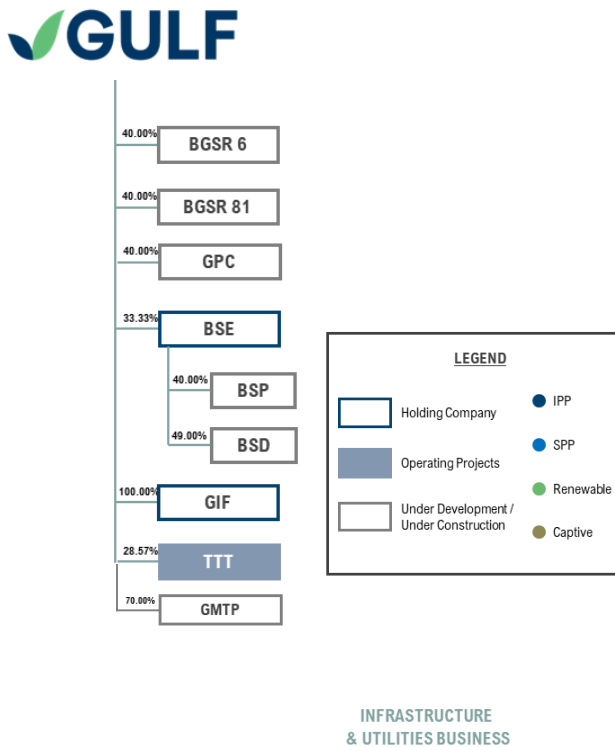 GULF
40.00%
BGSR 6
40.00%
BGSR 81
40.00%
GPC
33.33%
BSE
40.00%
BSP
49.00%
BSD
100.00%
GIF
28.57%
TTT
70.00%
GMTP
LEGEND
Holding Company
Operating Projects
Under Development /
Under Construction
IPP
SPP
Renewable
Captive
INFRASTRUCTURE
& UTILITIES BUSINESS